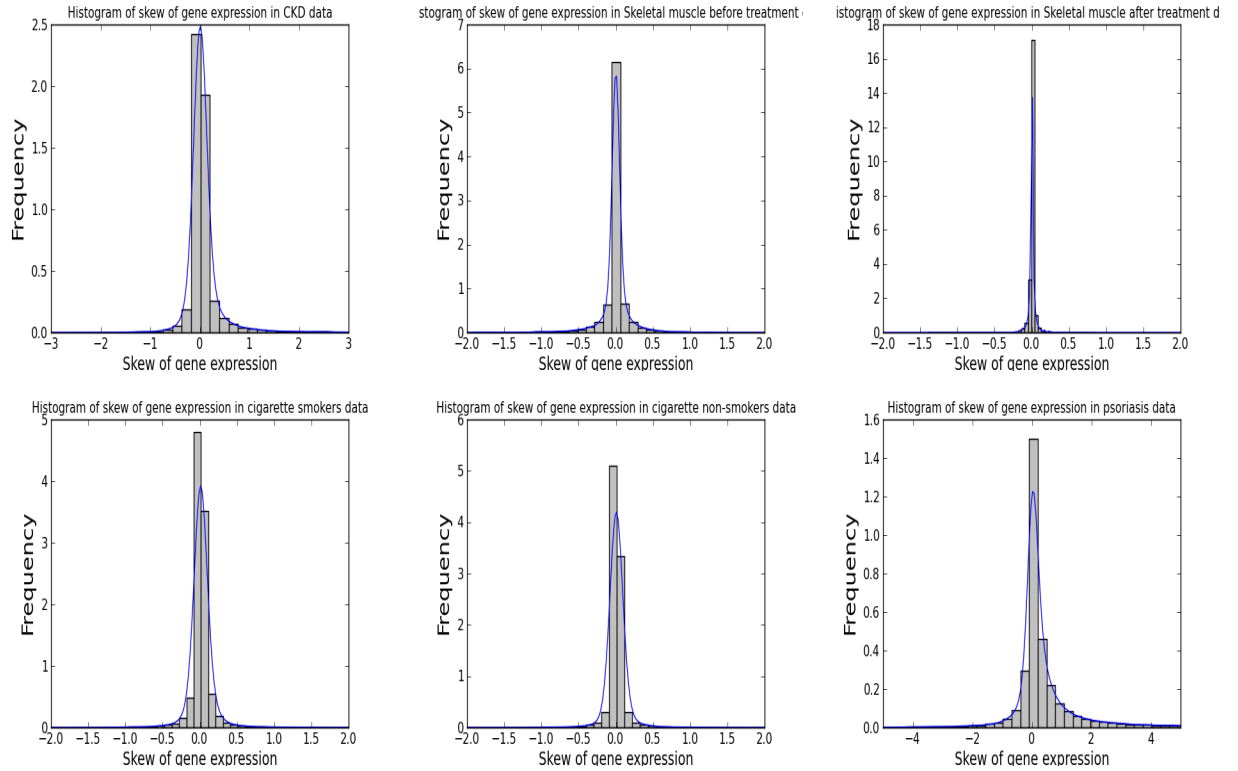 Histogram of skew of gene expression in CKD data
2.5
2.0
1.5
1.0
0.5
0.0
Frequency
−3 −2 −1 0 1 2 3
Skew of gene expression
stogram of skew of gene expression in Skeletal muscle before treatment
7
6
5
4
3
2
1
0
Frequency
−2.0 −1.5 −1.0 −0.5 0.0 0.5 1.0 1.5 2.0
Skew of gene expression
istogram of skew of gene expression in Skeletal muscle after treatment d
18
16
14
12
10
8
6
4
2
0
Frequency
−2.0 −1.5 −1.0 −0.5 0.0 0.5 1.0 1.5 2.0
Skew of gene expression
Histogram of skew of gene expression in cigarette smokers data
5
4
3
2
1
0
Frequency
−2.0 −1.5 −1.0 −0.5 0.0 0.5 1.0 1.5 2.0
Skew of gene expression
Histogram of skew of gene expression in cigarette non-smokers data
6
5
4
3
2
1
0
Frequency
−2.0 −1.5 −1.0 −0.5 0.0 0.5 1.0 1.5 2.0
Skew of gene expression
Histogram of skew of gene expression in psoriasis data
1.6
1.4
1.2
1.0
0.8
0.6
0.4
0.2
0.0
Frequency
−4 −2 0 2 4
Skew of gene expression